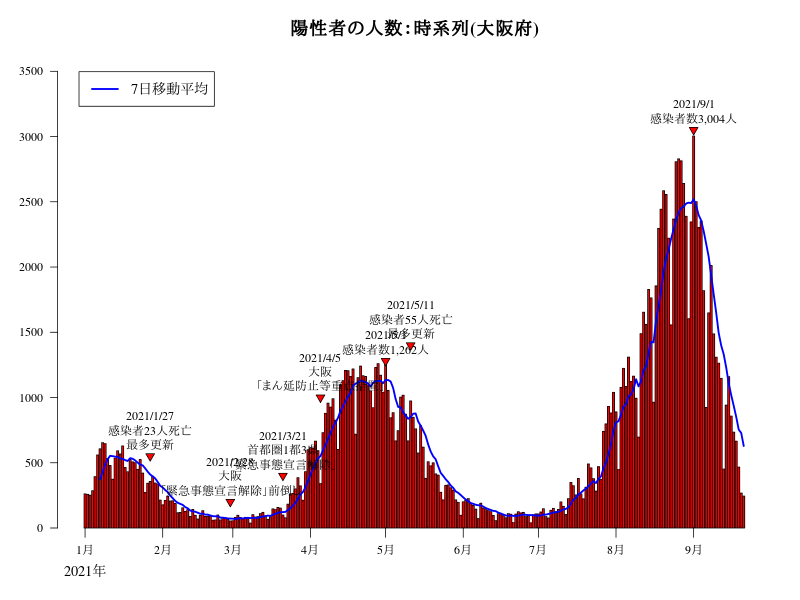 陽性者の人数：時系列(大阪府)
7日移動平均
3500
3000
2500
2000
1500
1000
500
0
2021/9/1
感染者数3,004人
2021/5/11
感染者55人死亡
最多更新
感染者数1,262人
2021/4/5
大阪
「まん延防止等重
2021/3/21
首都圏1都3
「緊急事態宣言解除」
2021/2/28
大阪
「緊急事態宣言解除」前倒し
2021/1/27
感染者23人死亡
最多更新
1月
2月
3月
4月
5月
6月
7月
8月
9月
2021年